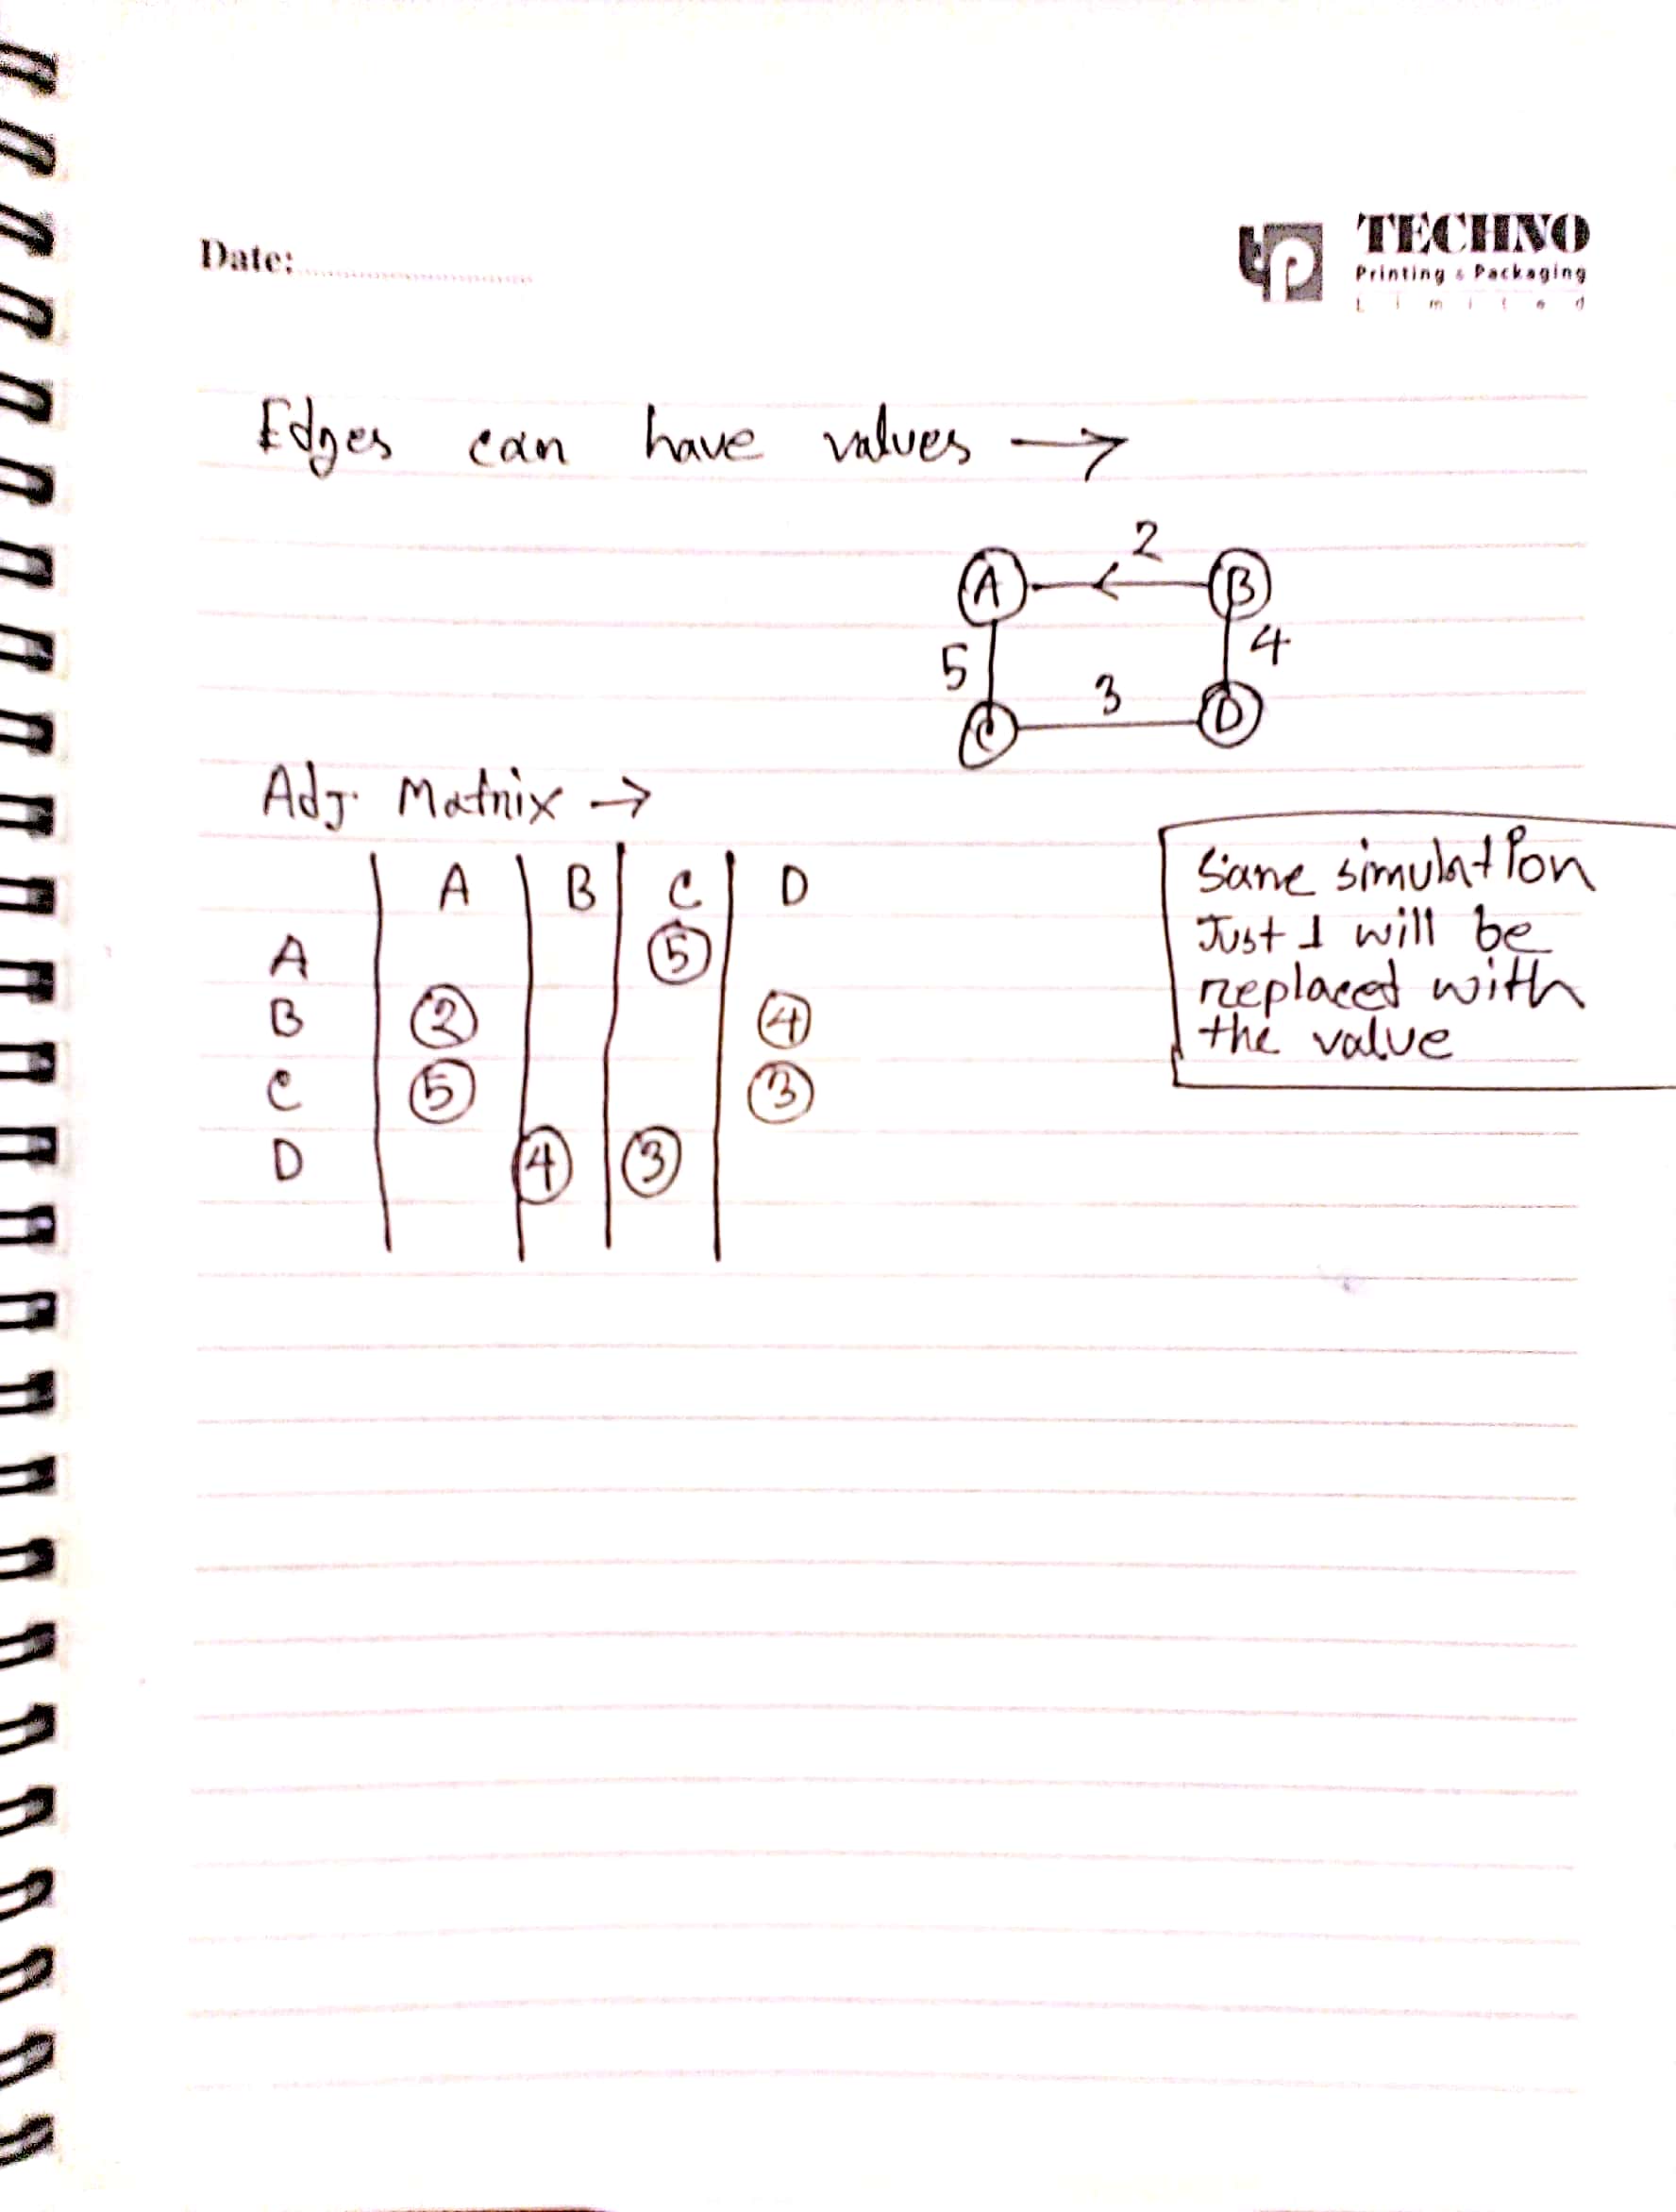 Date:
TECHNO
Printing & Packaging
Limited
Edges can have values →
2
A B
5 4
3
C D
Adj. Matrix →
A B C D
A 5
B 2 4
C 5 3
D 4 3
Same simulation
Just 1 will be
replaced with
the value